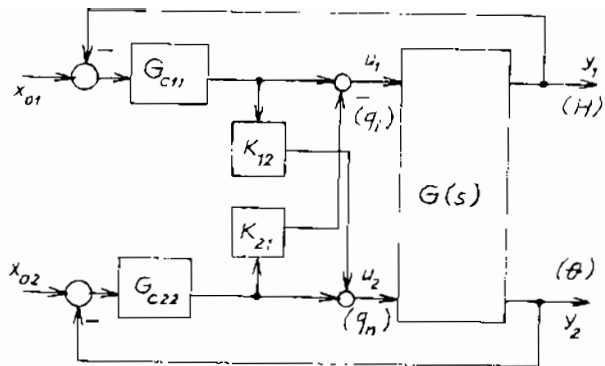 x01
Gc11
u1
y1
(qi)
(H)
K12
G(s)
K21
x02
Gc22
u2
(θ)
(qn)
y2